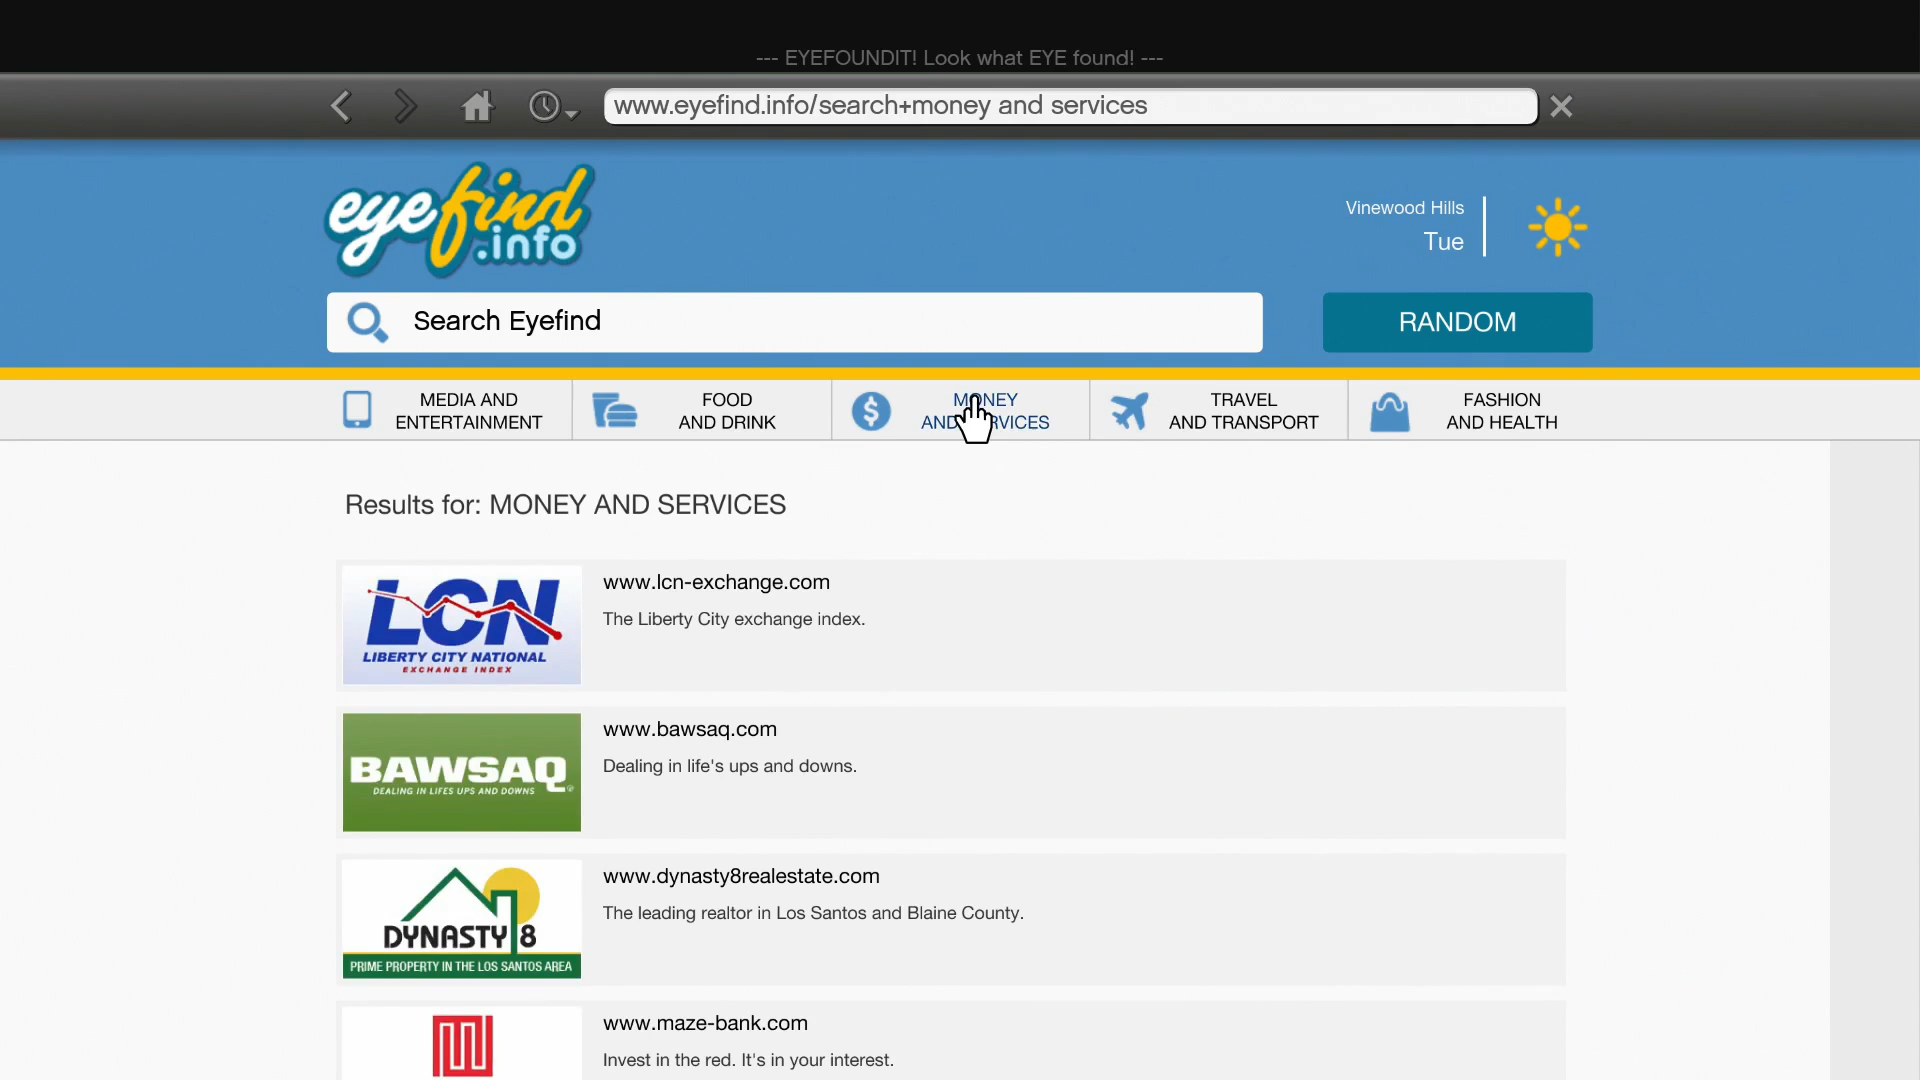 --- EYEFOUNDIT! Look what EYE found! ---
www.eyefind.info/search+money and services
eyefind
.info
Vinewood Hills
Tue
Search Eyefind
RANDOM
MEDIA AND
ENTERTAINMENT
FOOD
AND DRINK
MONEY
AND SERVICES
TRAVEL
AND TRANSPORT
FASHION
AND HEALTH
Results for: MONEY AND SERVICES
LCN
LIBERTY CITY NATIONAL
EXCHANGE INDEX
www.lcn-exchange.com
The Liberty City exchange index.
BAWSAQ
DEALING IN LIFES UPS AND DOWNS
www.bawsaq.com
Dealing in life's ups and downs.
DYNASTY 8
PRIME PROPERTY IN THE LOS SANTOS AREA
www.dynasty8realestate.com
The leading realtor in Los Santos and Blaine County.
www.maze-bank.com
Invest in the red. It's in your interest.